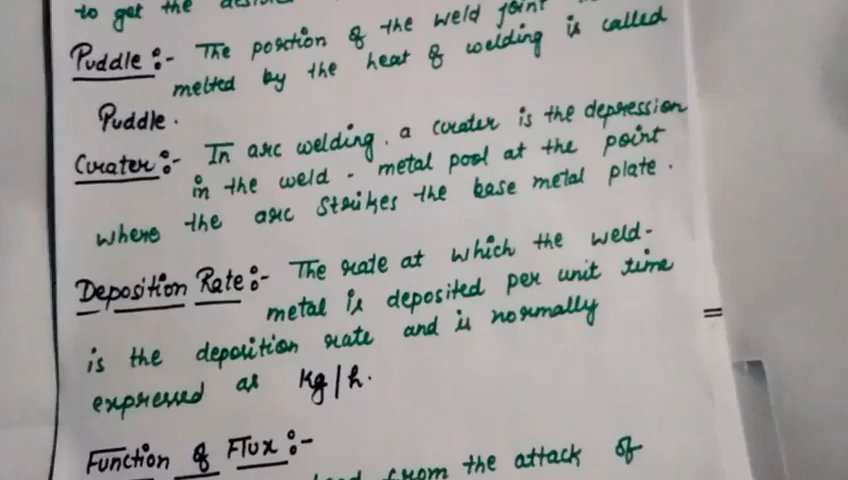 to get the
Puddle :- The portion of the weld joint
melted by the heat of welding is called
Puddle.
Crater :- In arc welding, a crater is the depression
in the weld - metal pool at the point
where the arc strikes the base metal plate.
Deposition Rate :- The rate at which the weld-
metal is deposited per unit time
is the deposition rate and is normally
expressed as Kg/h.
Function of Flux :-
from the attack of